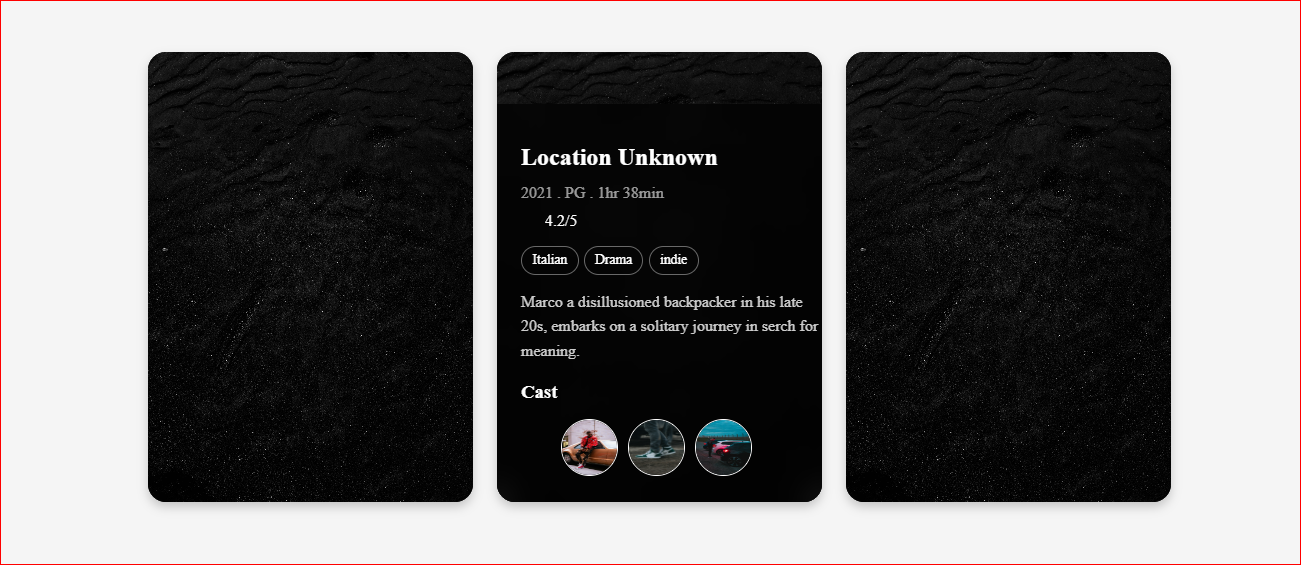 Location Unknown
2021 . PG . 1hr 38min
4.2/5
Italian Drama indie
Marco a disillusioned backpacker in his late
20s, embarks on a solitary journey in serch for
meaning.
Cast